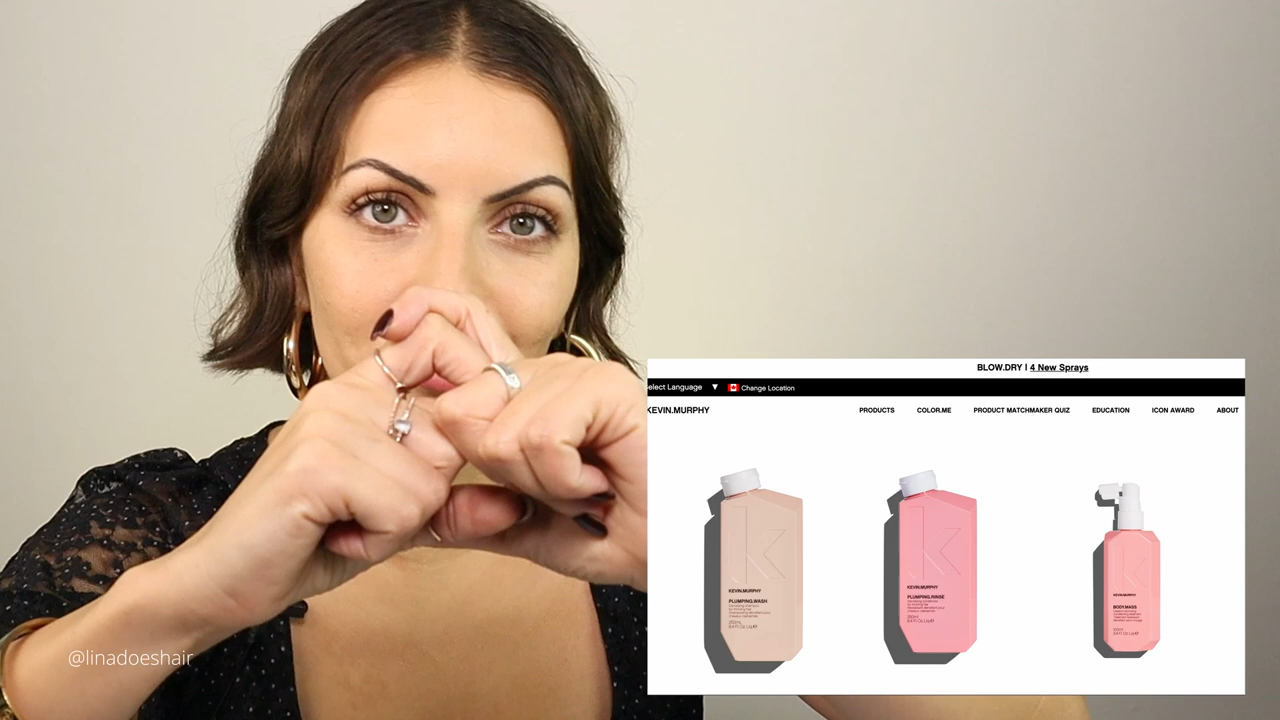 BLOW.DRY | 4 New Sprays
Select Language ▼ Change Location
KEVIN.MURPHY PRODUCTS COLOR.ME PRODUCT MATCHMAKER QUIZ EDUCATION ICON AWARD ABOUT
KEVIN.MURPHY
PLUMPING.WASH
KEVIN.MURPHY
PLUMPING.RINSE
KEVIN.MURPHY
BODY.MASS
@linadoeshair